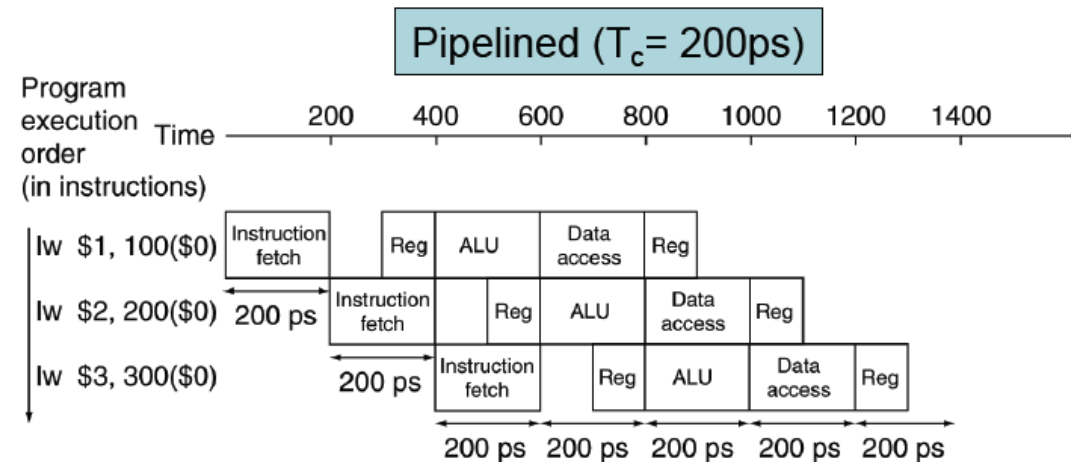 Pipelined (Tc= 200ps)
Program
execution
order
(in instructions)
Time
200 400 600 800 1000 1200 1400
lw $1, 100($0)
Instruction
fetch
Reg
ALU
Data
access
Reg
200 ps
lw $2, 200($0)
Instruction
fetch
Reg
ALU
Data
access
Reg
200 ps
lw $3, 300($0)
Instruction
fetch
Reg
ALU
Data
access
Reg
200 ps 200 ps 200 ps 200 ps 200 ps